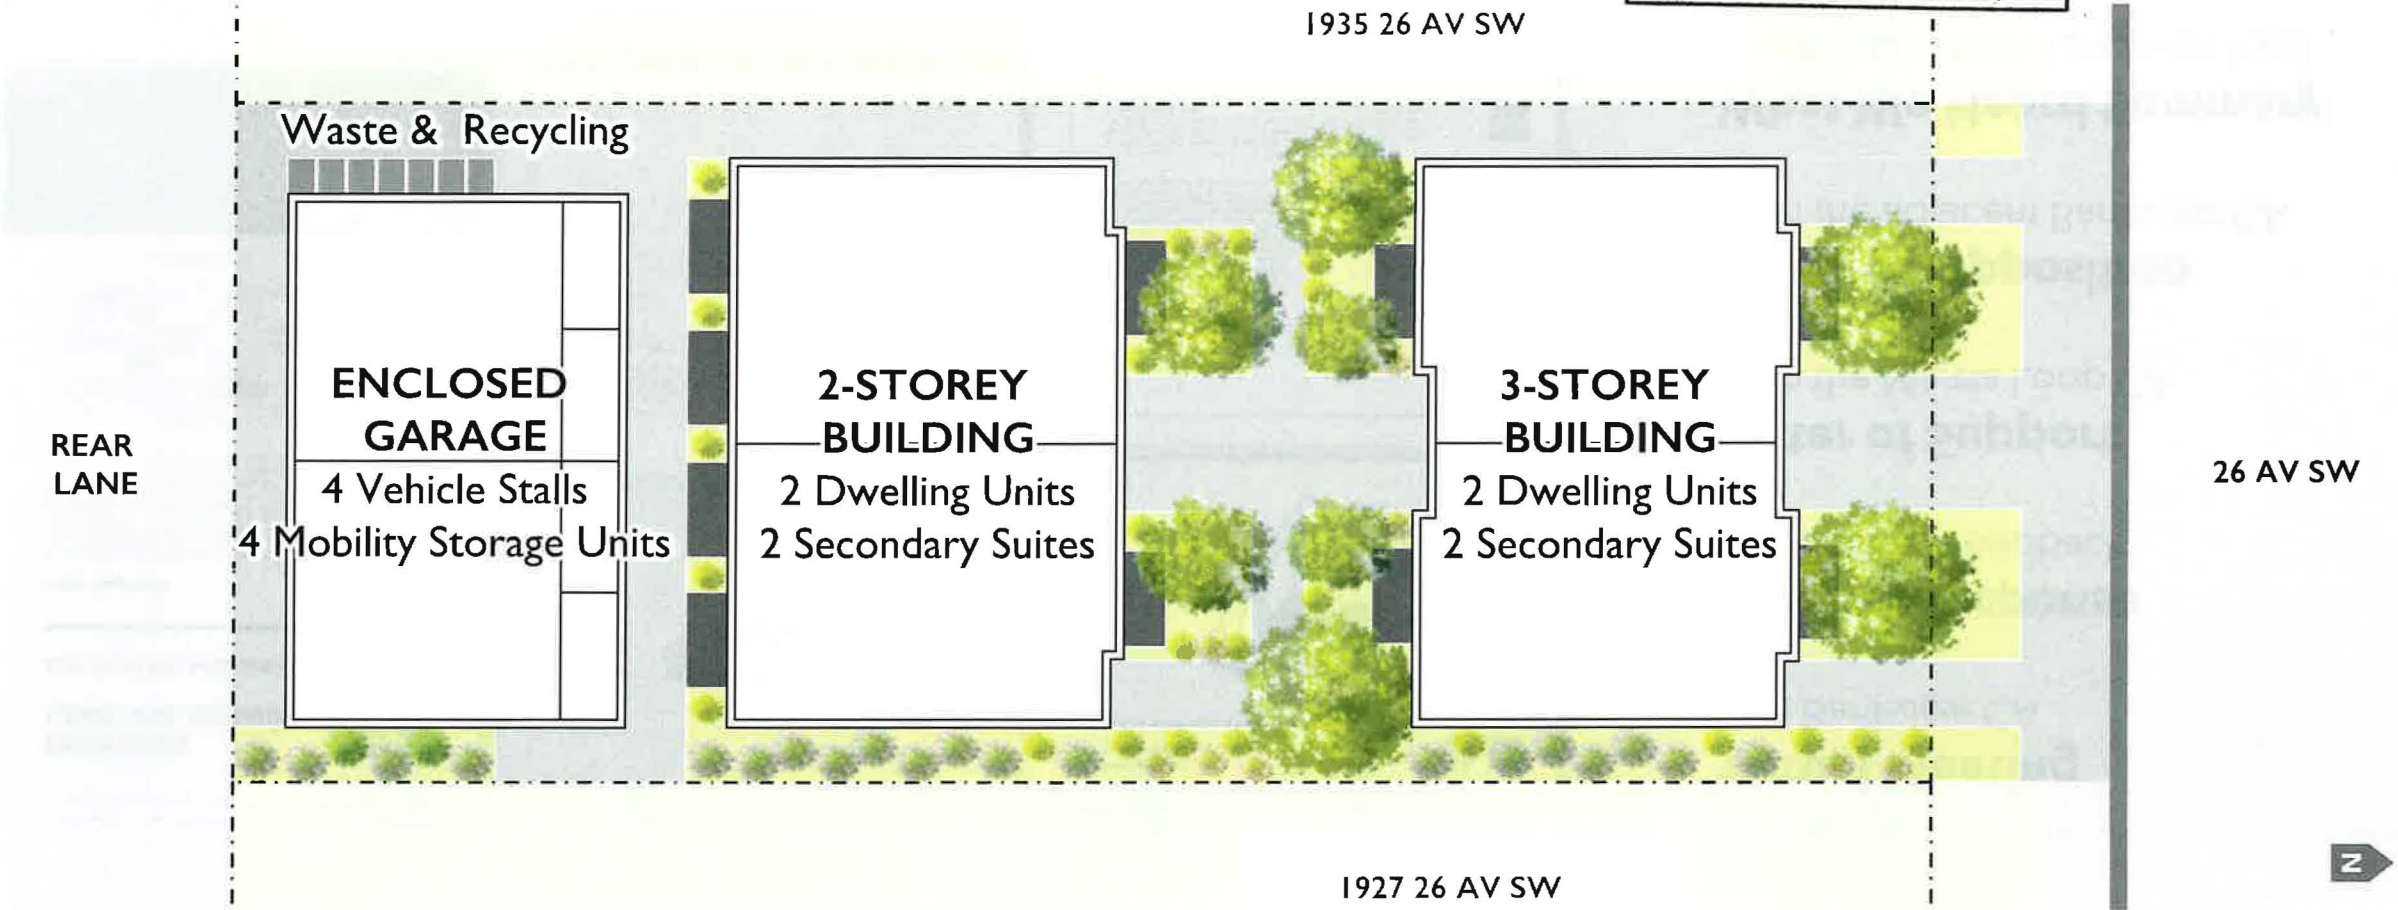 1935 26 AV SW
Waste & Recycling
ENCLOSED
GARAGE
4 Vehicle Stalls
4 Mobility Storage Units
2-STOREY
BUILDING
2 Dwelling Units
2 Secondary Suites
3-STOREY
BUILDING
2 Dwelling Units
2 Secondary Suites
REAR
LANE
26 AV SW
1927 26 AV SW
N